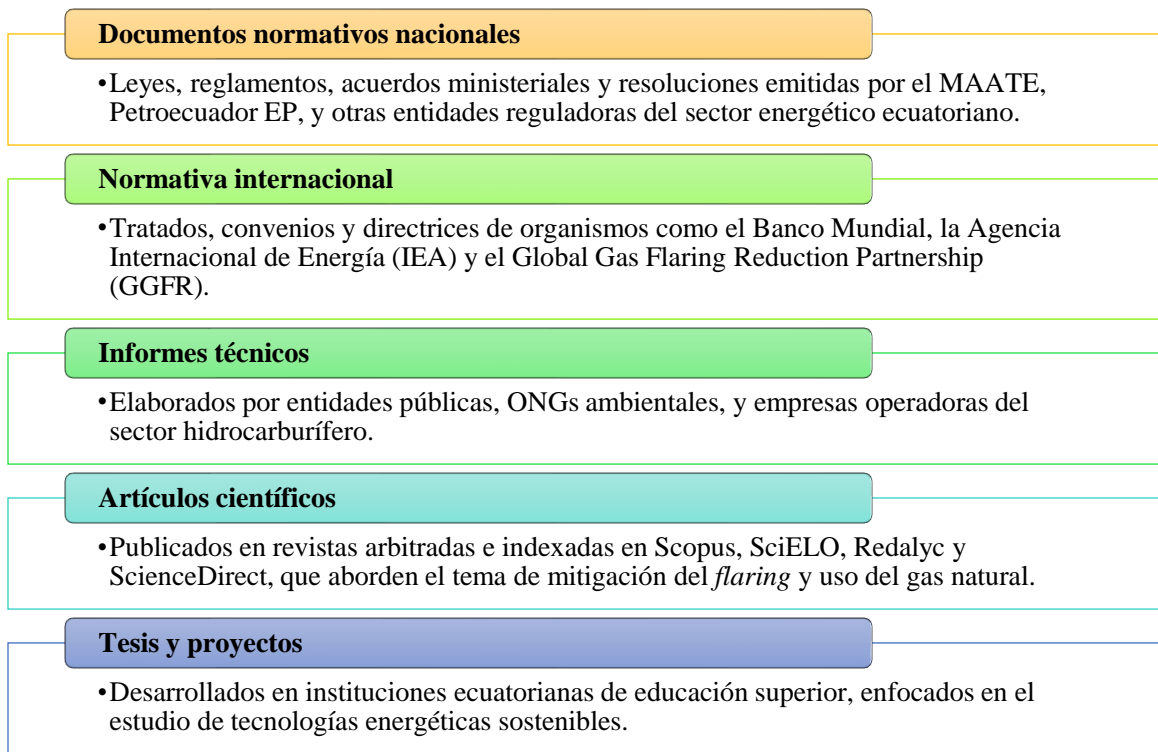 Documentos normativos nacionales
•Leyes, reglamentos, acuerdos ministeriales y resoluciones emitidas por el MAATE,
Petroecuador EP, y otras entidades reguladoras del sector energético ecuatoriano.
Normativa internacional
•Tratados, convenios y directrices de organismos como el Banco Mundial, la Agencia
Internacional de Energía (IEA) y el Global Gas Flaring Reduction Partnership
(GGFR).
Informes técnicos
•Elaborados por entidades públicas, ONGs ambientales, y empresas operadoras del
sector hidrocarburífero.
Artículos científicos
•Publicados en revistas arbitradas e indexadas en Scopus, SciELO, Redalyc y
ScienceDirect, que aborden el tema de mitigación del flaring y uso del gas natural.
Tesis y proyectos
•Desarrollados en instituciones ecuatorianas de educación superior, enfocados en el
estudio de tecnologías energéticas sostenibles.